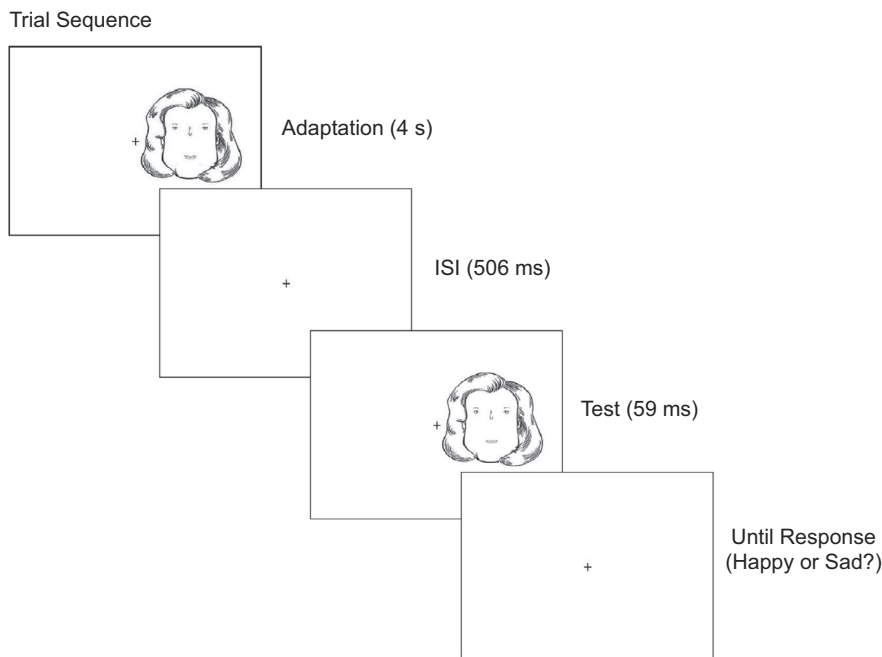 Trial Sequence
Adaptation (4 s)
ISI (506 ms)
Test (59 ms)
Until Response
(Happy or Sad?)